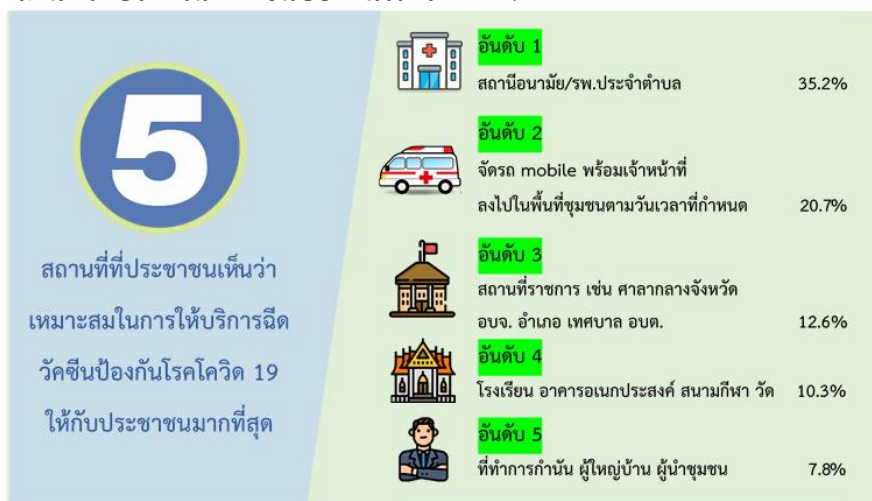 5
สถานที่ที่ประชาชนเห็นว่า
เหมาะสมในการให้บริการฉีด
วัคซีนป้องกันโรคโควิด 19
ให้กับประชาชนมากที่สุด
อันดับ 1
สถานีอนามัย/รพ.ประจำตำบล 35.2%
อันดับ 2
จัดรถ mobile พร้อมเจ้าหน้าที่
ลงไปในพื้นที่ชุมชนตามวันเวลาที่กำหนด 20.7%
อันดับ 3
สถานที่ราชการ เช่น ศาลากลางจังหวัด
อบจ. อำเภอ เทศบาล อบต. 12.6%
อันดับ 4
โรงเรียน อาคารอเนกประสงค์ สนามกีฬา วัด 10.3%
อันดับ 5
ที่ทำการกำนัน ผู้ใหญ่บ้าน ผู้นำชุมชน 7.8%